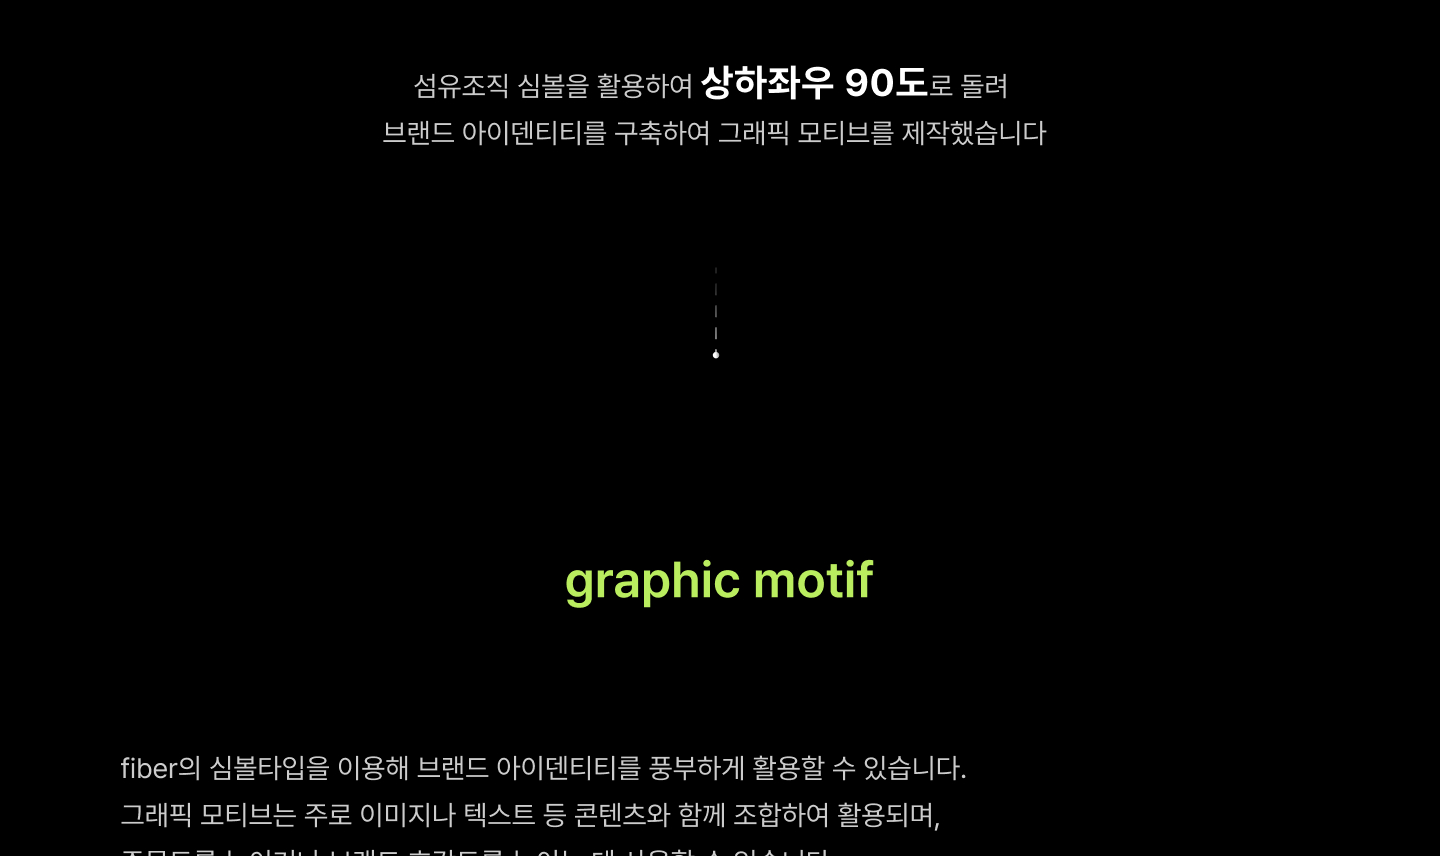 섬유조직 심볼을 활용하여 상하좌우 90도로 돌려
브랜드 아이덴티티를 구축하여 그래픽 모티브를 제작했습니다
graphic motif
fiber의 심볼타입을 이용해 브랜드 아이덴티티를 풍부하게 활용할 수 있습니다.
그래픽 모티브는 주로 이미지나 텍스트 등 콘텐츠와 함께 조합하여 활용되며,